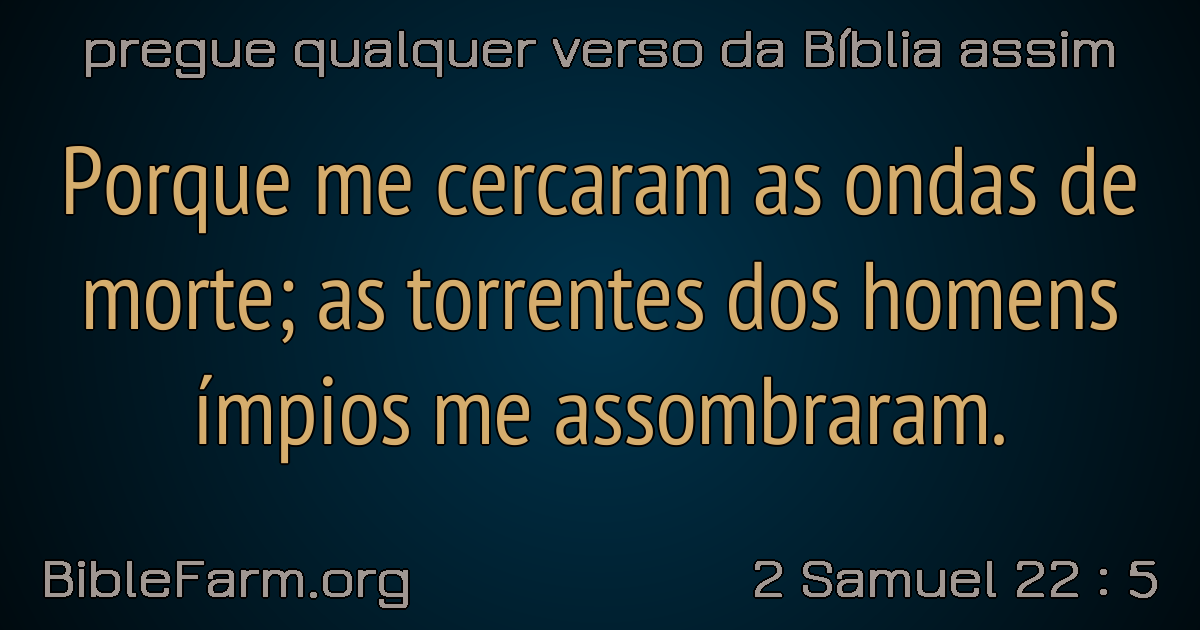 pregue qualquer verso da Bíblia assim
Porque me cercaram as ondas de
morte; as torrentes dos homens
ímpios me assombraram.
BibleFarm.org
2 Samuel 22 : 5